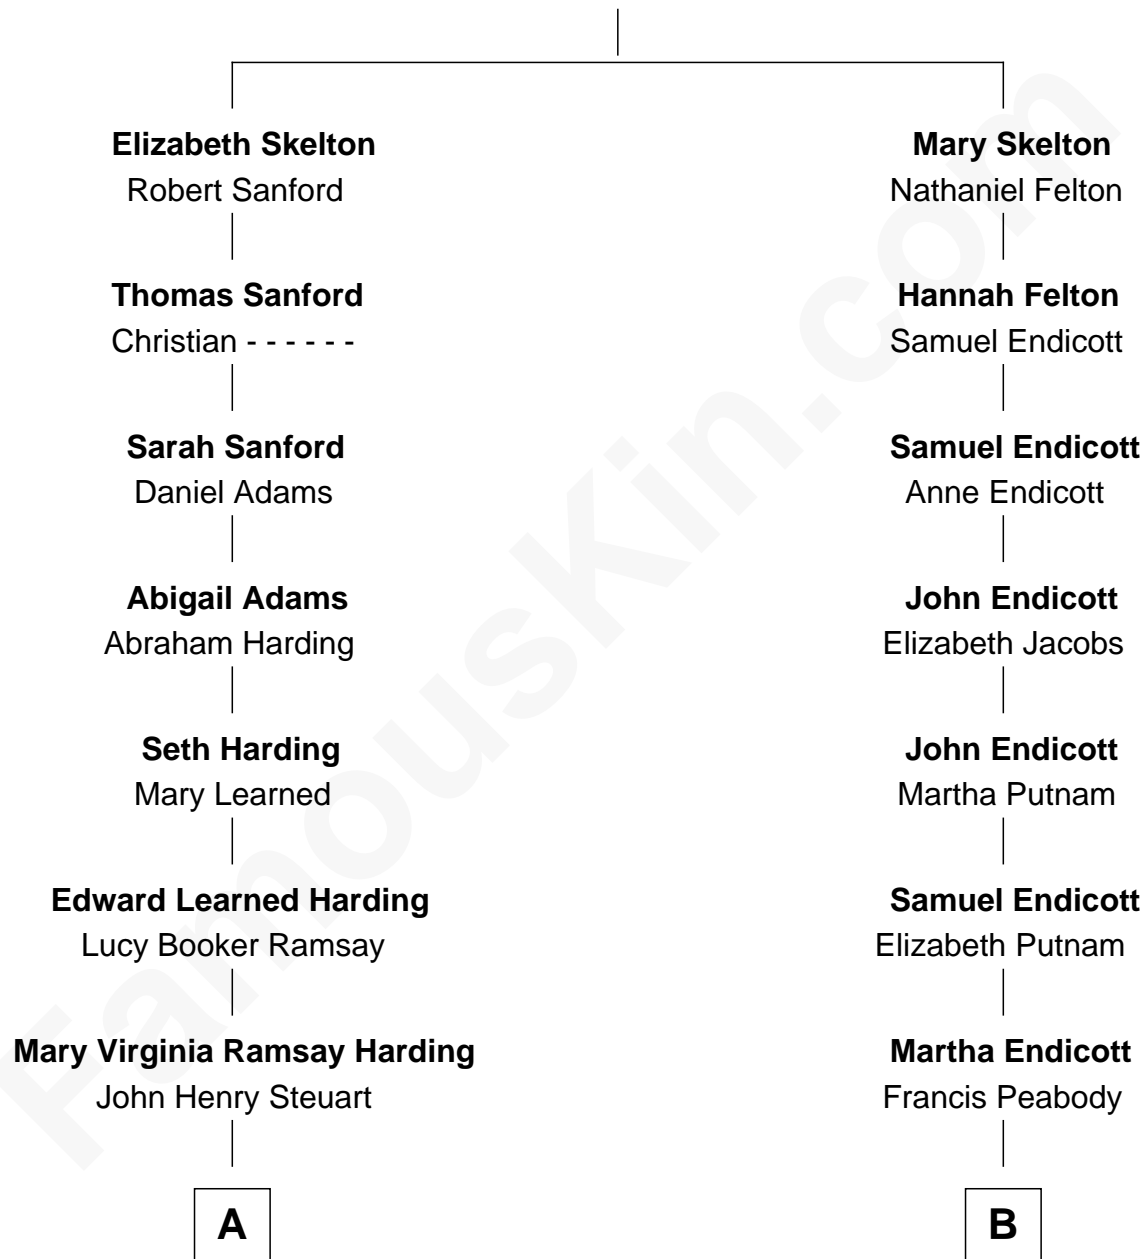 Elizabeth Skelton
Robert Sanford
Thomas Sanford
Christian - - - - - -
Sarah Sanford
Daniel Adams
Abigail Adams
Abraham Harding
Seth Harding
Mary Learned
Edward Learned Harding
Lucy Booker Ramsay
Mary Virginia Ramsay Harding
John Henry Steuart
A
Mary Skelton
Nathaniel Felton
Hannah Felton
Samuel Endicott
Samuel Endicott
Anne Endicott
John Endicott
Elizabeth Jacobs
John Endicott
Martha Putnam
Samuel Endicott
Elizabeth Putnam
Martha Endicott
Francis Peabody
B
FamousKin.com